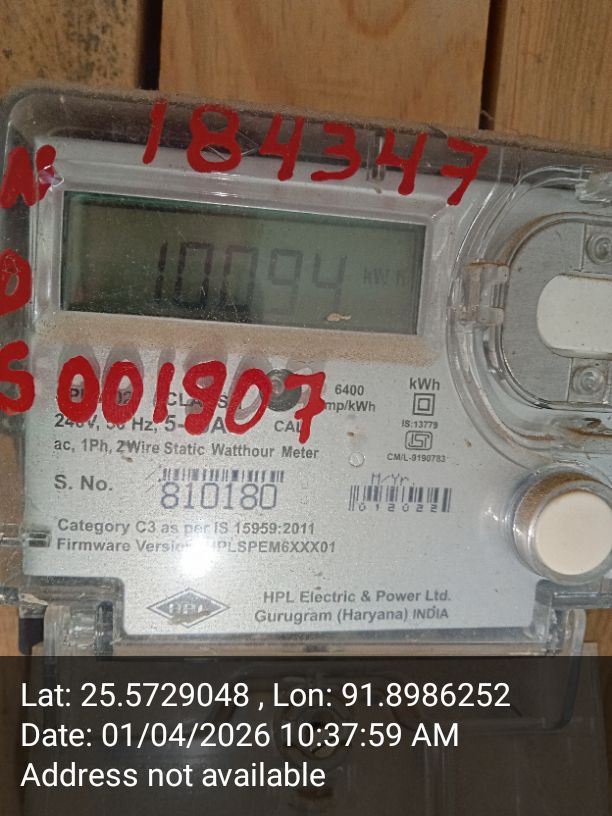 184347
N
10094 kWh
D
S 001907
CLASS
6400
imp/kWh
kWh
240V, 50 Hz, 5-
CAL
IS:13779
ac, 1Ph, 2Wire Static Watthour Meter
CM/L-9190783
S. No.
810180
M/Yr.
012022
Category C3 as per IS 15959:2011
Firmware Version HPLSPEM6XXX01
HPL
HPL Electric & Power Ltd.
Gurugram (Haryana) INDIA
Lat: 25.5729048 , Lon: 91.8986252
Date: 01/04/2026 10:37:59 AM
Address not available